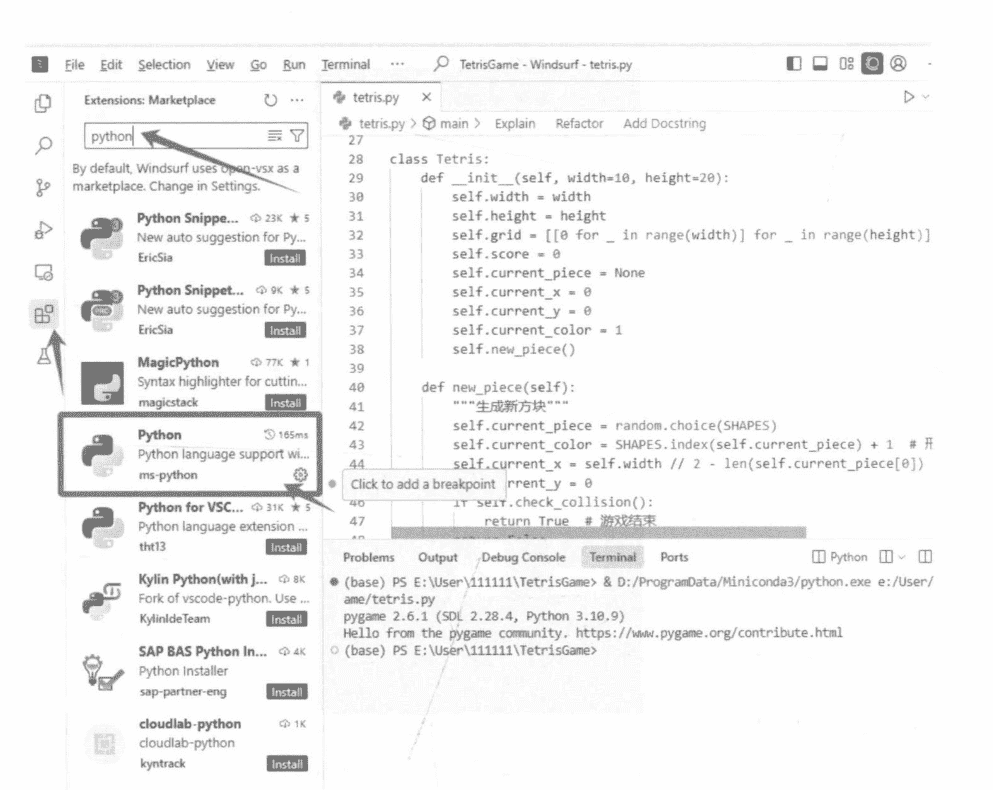 File Edit Selection View Go Run Terminal ··· TetrisGame - Windsurf - tetris.py
Extensions: Marketplace ···
python
By default, Windsurf uses open-vsx as a
marketplace. Change in Settings.
Python Snippe... 23K ★ 5
New auto suggestion for Py...
EricSia Install
Python Snippet... 9K ★ 5
New auto suggestion for Py...
EricSia Install
MagicPython 77K ★ 1
Syntax highlighter for cuttin...
magicstack Install
Python 165ms
Python language support wi...
ms-python
Python for VSC... 31K ★ 5
Python language extension ...
tht13 Install
Kylin Python(with j... 8K
Fork of vscode-python. Use ...
KylinIdeTeam Install
SAP BAS Python In... 4K
Python Installer
sap-partner-eng Install
cloudlab-python 1K
cloudlab-python
kyntrack Install
tetris.py ×
tetris.py > main > Explain Refactor Add Docstring
27
28 class Tetris:
29 def __init__(self, width=10, height=20):
30 self.width = width
31 self.height = height
32 self.grid = [[0 for _ in range(width)] for _ in range(height)]
33 self.score = 0
34 self.current_piece = None
35 self.current_x = 0
36 self.current_y = 0
37 self.current_color = 1
38 self.new_piece()
39
40 def new_piece(self):
41 """生成新方块"""
42 self.current_piece = random.choice(SHAPES)
43 self.current_color = SHAPES.index(self.current_piece) + 1 # 开
44 self.current_x = self.width // 2 - len(self.current_piece[0])
Click to add a breakpoint _y = 0
46 if self.check_collision():
47 return True # 游戏结束
48 return False
Problems Output Debug Console Terminal Ports Python
(base) PS E:\User\111111\TetrisGame> & D:/ProgramData/Miniconda3/python.exe e:/User/
ame/tetris.py
pygame 2.6.1 (SDL 2.28.4, Python 3.10.9)
Hello from the pygame community. https://www.pygame.org/contribute.html
(base) PS E:\User\111111\TetrisGame>